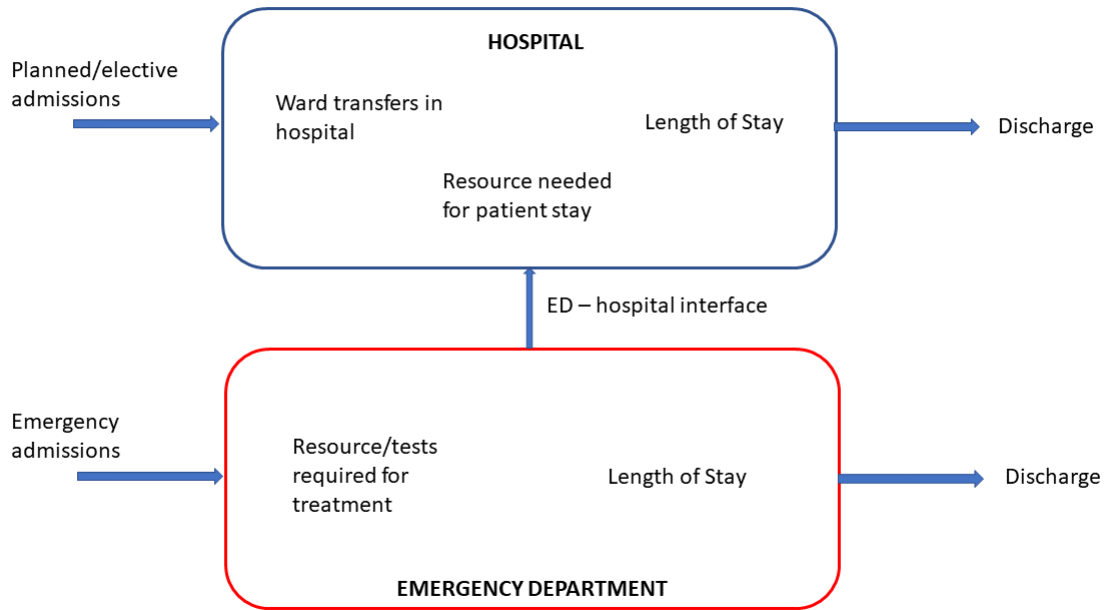 HOSPITAL
Planned/elective
admissions
Ward transfers in
hospital
Length of Stay
Discharge
Resource needed
for patient stay
ED – hospital interface
Emergency
admissions
Resource/tests
required for
treatment
Length of Stay
Discharge
EMERGENCY DEPARTMENT